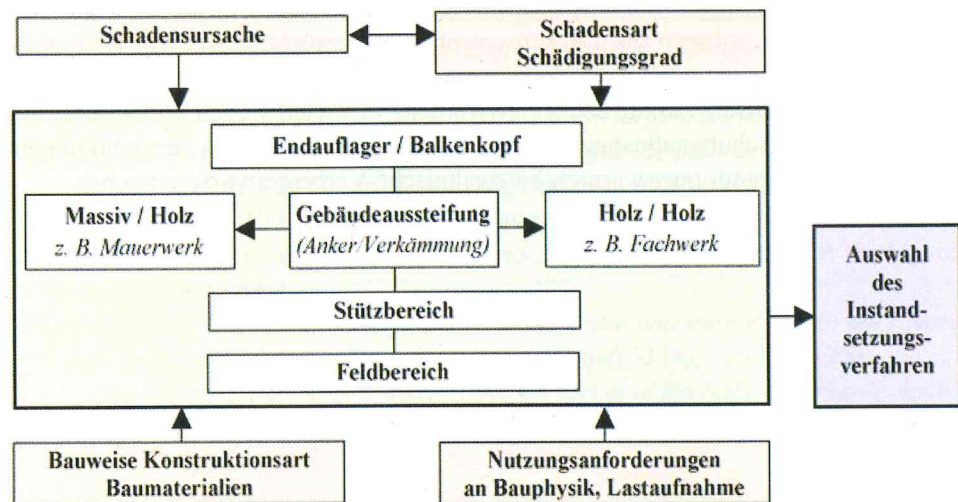 Schadensursache
Schadensart
Schädigungsgrad
Endauflager / Balkenkopf
Massiv / Holz
z. B. Mauerwerk
Gebäudeaussteifung
(Anker/Verkämmung)
Holz / Holz
z. B. Fachwerk
Stützbereich
Feldbereich
Auswahl
des
Instand-
setzungs-
verfahren
Bauweise Konstruktionsart
Baumaterialien
Nutzungsanforderungen
an Bauphysik, Lastaufnahme